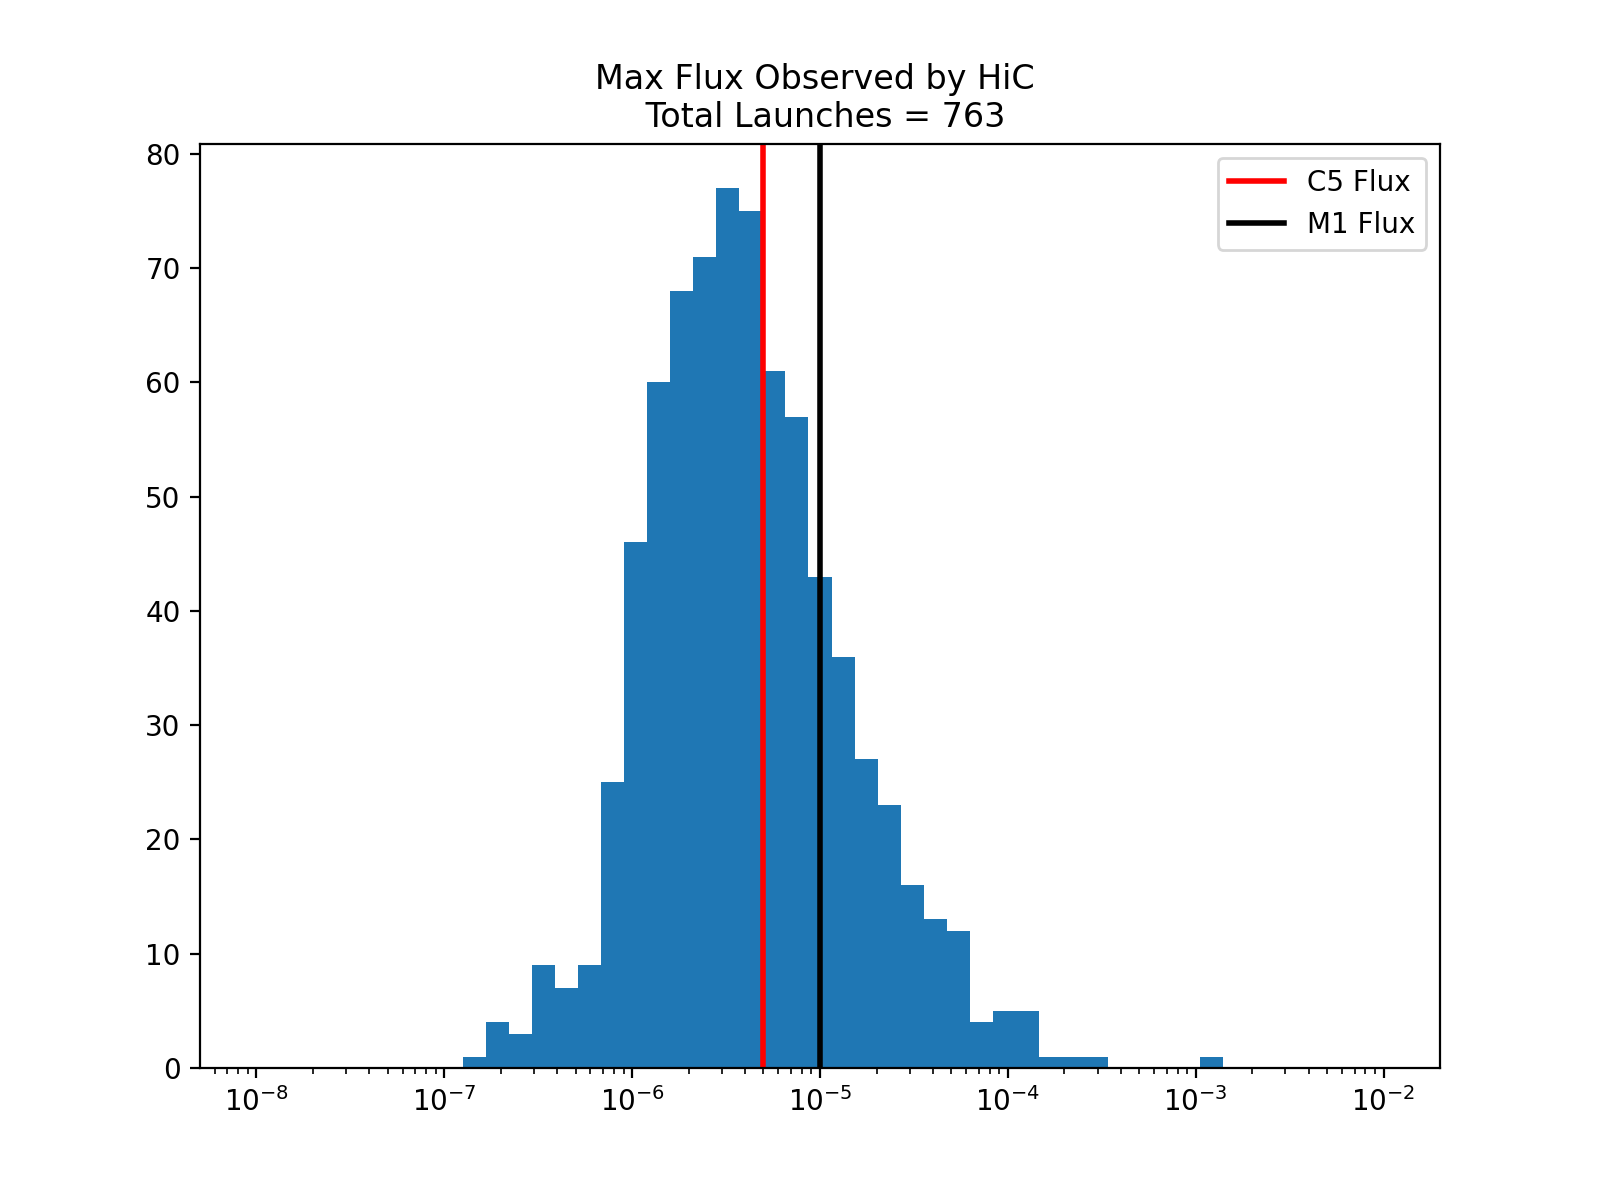 Max Flux Observed by HiC
Total Launches = 763
C5 Flux
M1 Flux
80
70
60
50
40
30
20
10
0
10⁻⁸ 10⁻⁷ 10⁻⁶ 10⁻⁵ 10⁻⁴ 10⁻³ 10⁻²